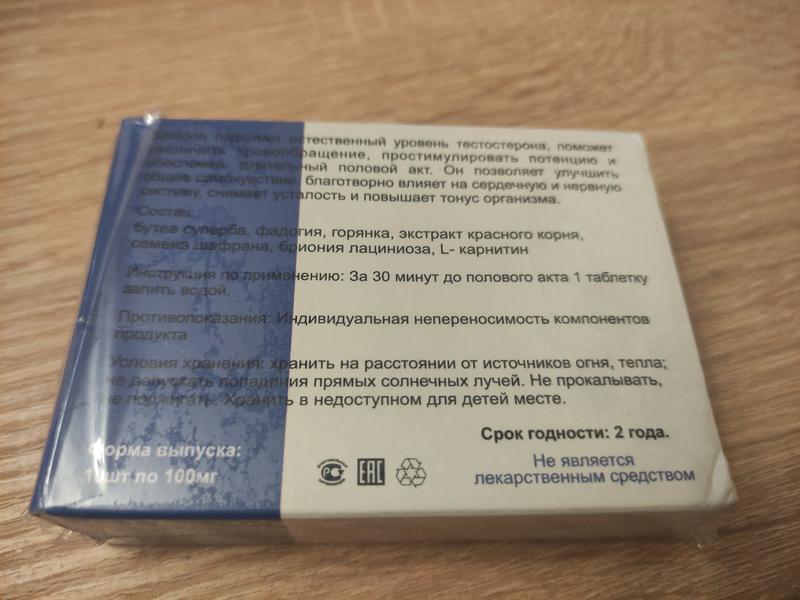 поднимет естественный уровень тестостерона, поможет
увеличить кровообращение, простимулировать потенцию и
обеспечить длительный половой акт. Он позволяет улучшить
общее самочувствие, благотворно влияет на сердечную и нервную
систему, снимает усталость и повышает тонус организма.
Состав:
бутеа суперба, фадогия, горянка, экстракт красного корня,
семена шафрана, бриония лациниоза, L- карнитин
Инструкция по применению: За 30 минут до полового акта 1 таблетку
запить водой.
Противопоказания: Индивидуальная непереносимость компонентов
продукта
Условия хранения: хранить на расстоянии от источников огня, тепла;
не допускать попадения прямых солнечных лучей. Не прокалывать,
не поджигать. Хранить в недоступном для детей месте.
Срок годности: 2 года.
Форма выпуска:
10шт по 100мг
РС
EAC
Не является
лекарственным средством